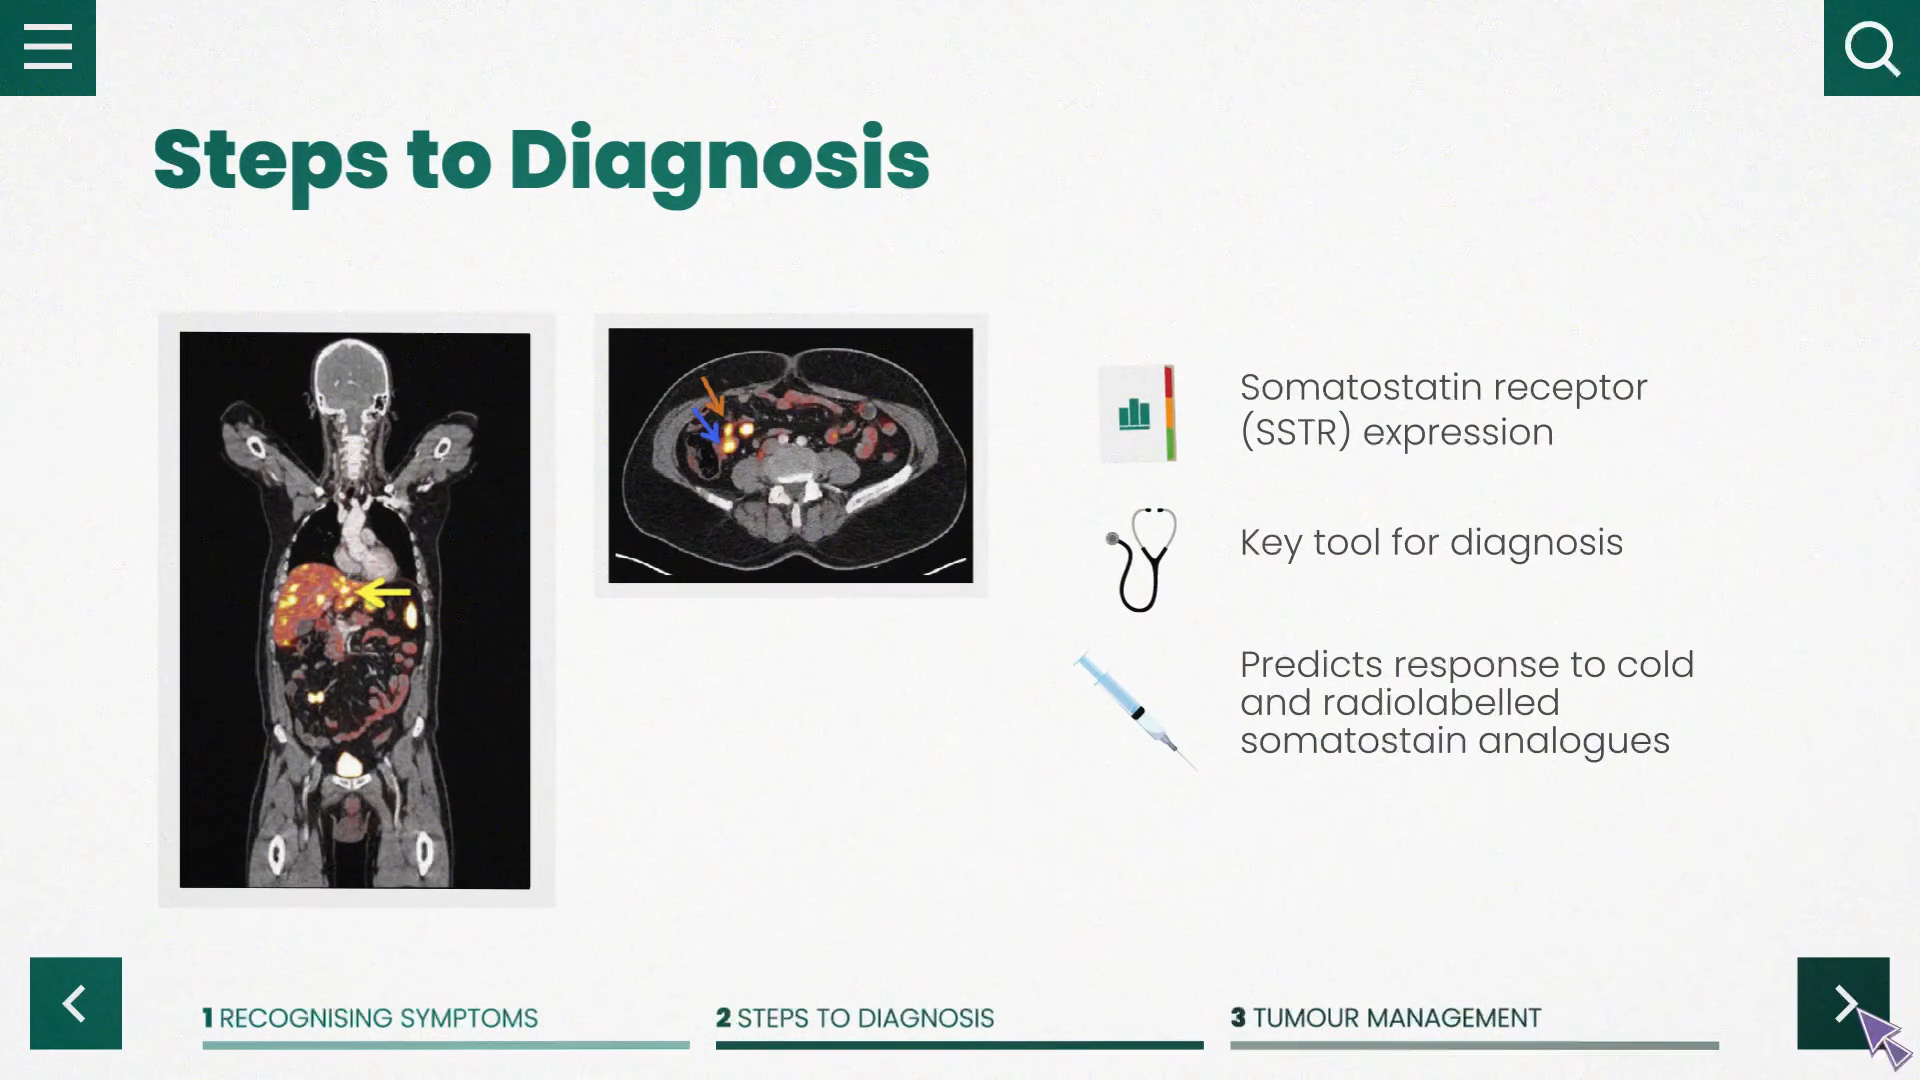 Steps to Diagnosis
Somatostatin receptor
(SSTR) expression
Key tool for diagnosis
Predicts response to cold
and radiolabelled
somatostain analogues
1 RECOGNISING SYMPTOMS
2 STEPS TO DIAGNOSIS
3 TUMOUR MANAGEMENT